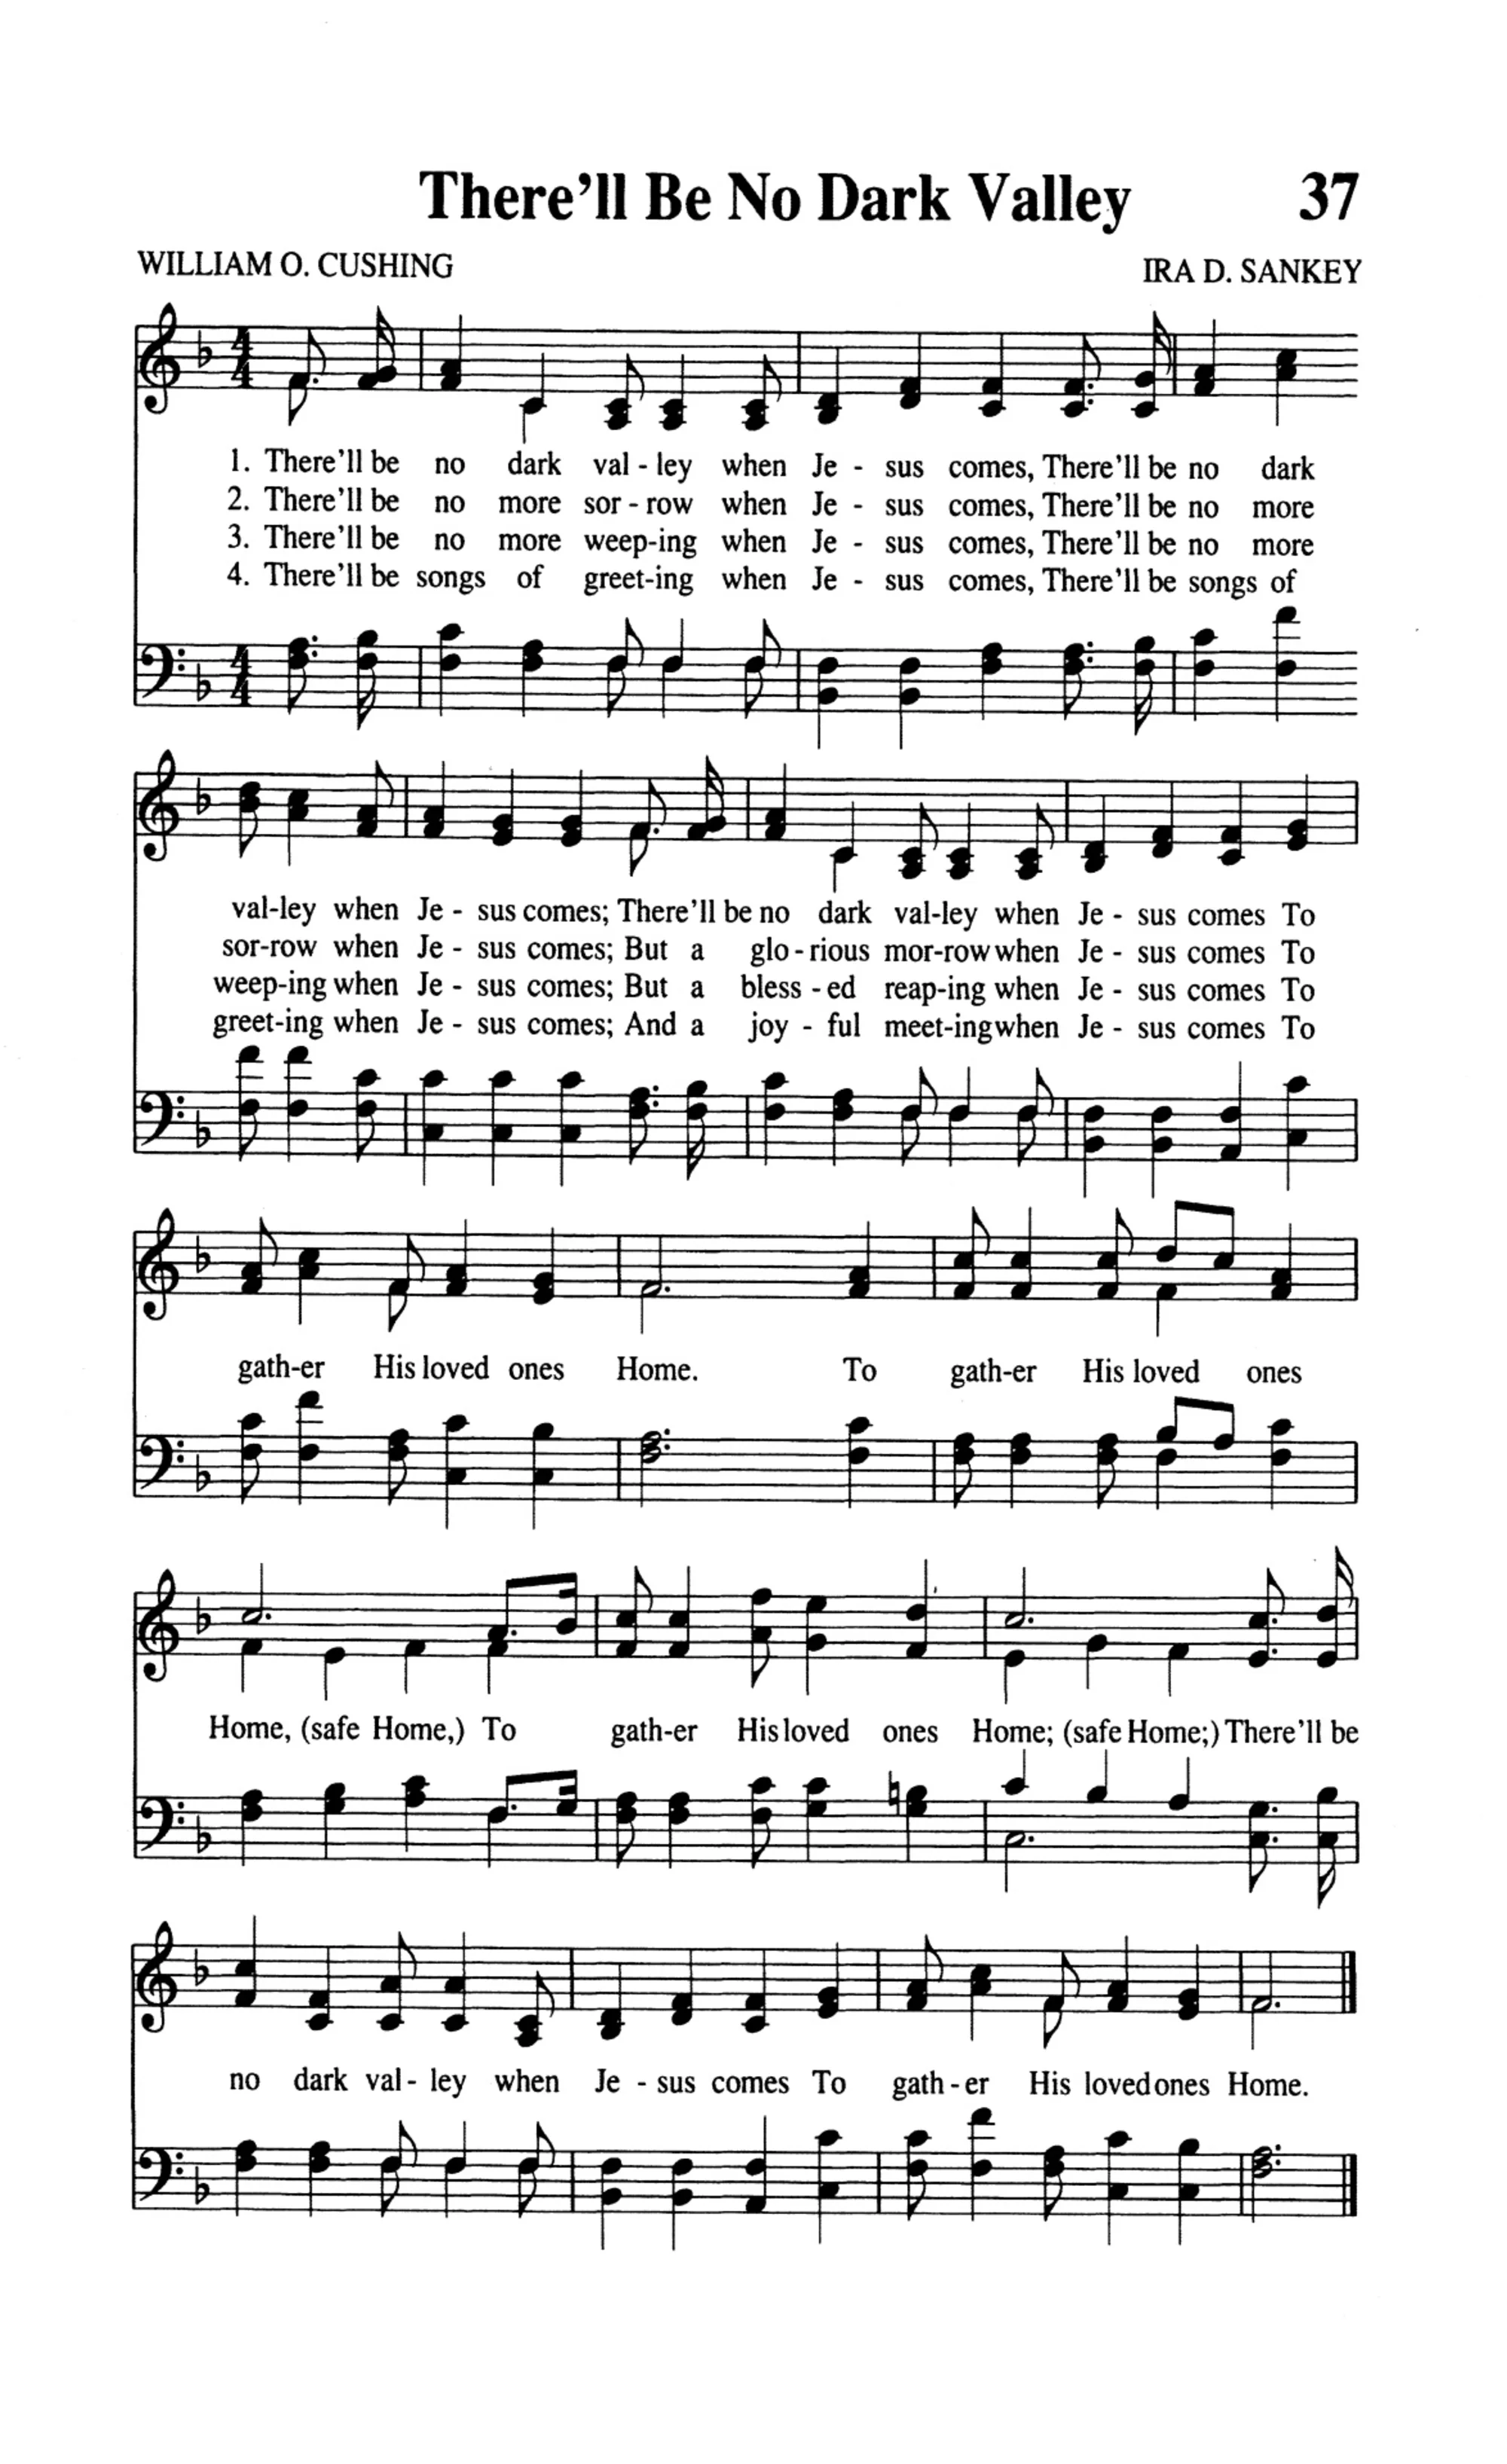 There'll Be No Dark Valley 37
WILLIAM O. CUSHING IRA D. SANKEY
4 4
1. There'll be no dark val - ley when Je - sus comes, There'll be no dark
2. There'll be no more sor - row when Je - sus comes, There'll be no more
3. There'll be no more weep-ing when Je - sus comes, There'll be no more
4. There'll be songs of greet-ing when Je - sus comes, There'll be songs of
4 4
val-ley when Je - sus comes; There'll be no dark val-ley when Je - sus comes To
sor-row when Je - sus comes; But a glo - rious mor-row when Je - sus comes To
weep-ing when Je - sus comes; But a bless - ed reap-ing when Je - sus comes To
greet-ing when Je - sus comes; And a joy - ful meet-ing when Je - sus comes To
gath-er His loved ones Home. To gath-er His loved ones
Home, (safe Home,) To gath-er His loved ones Home; (safe Home;) There'll be
no dark val - ley when Je - sus comes To gath - er His loved ones Home.